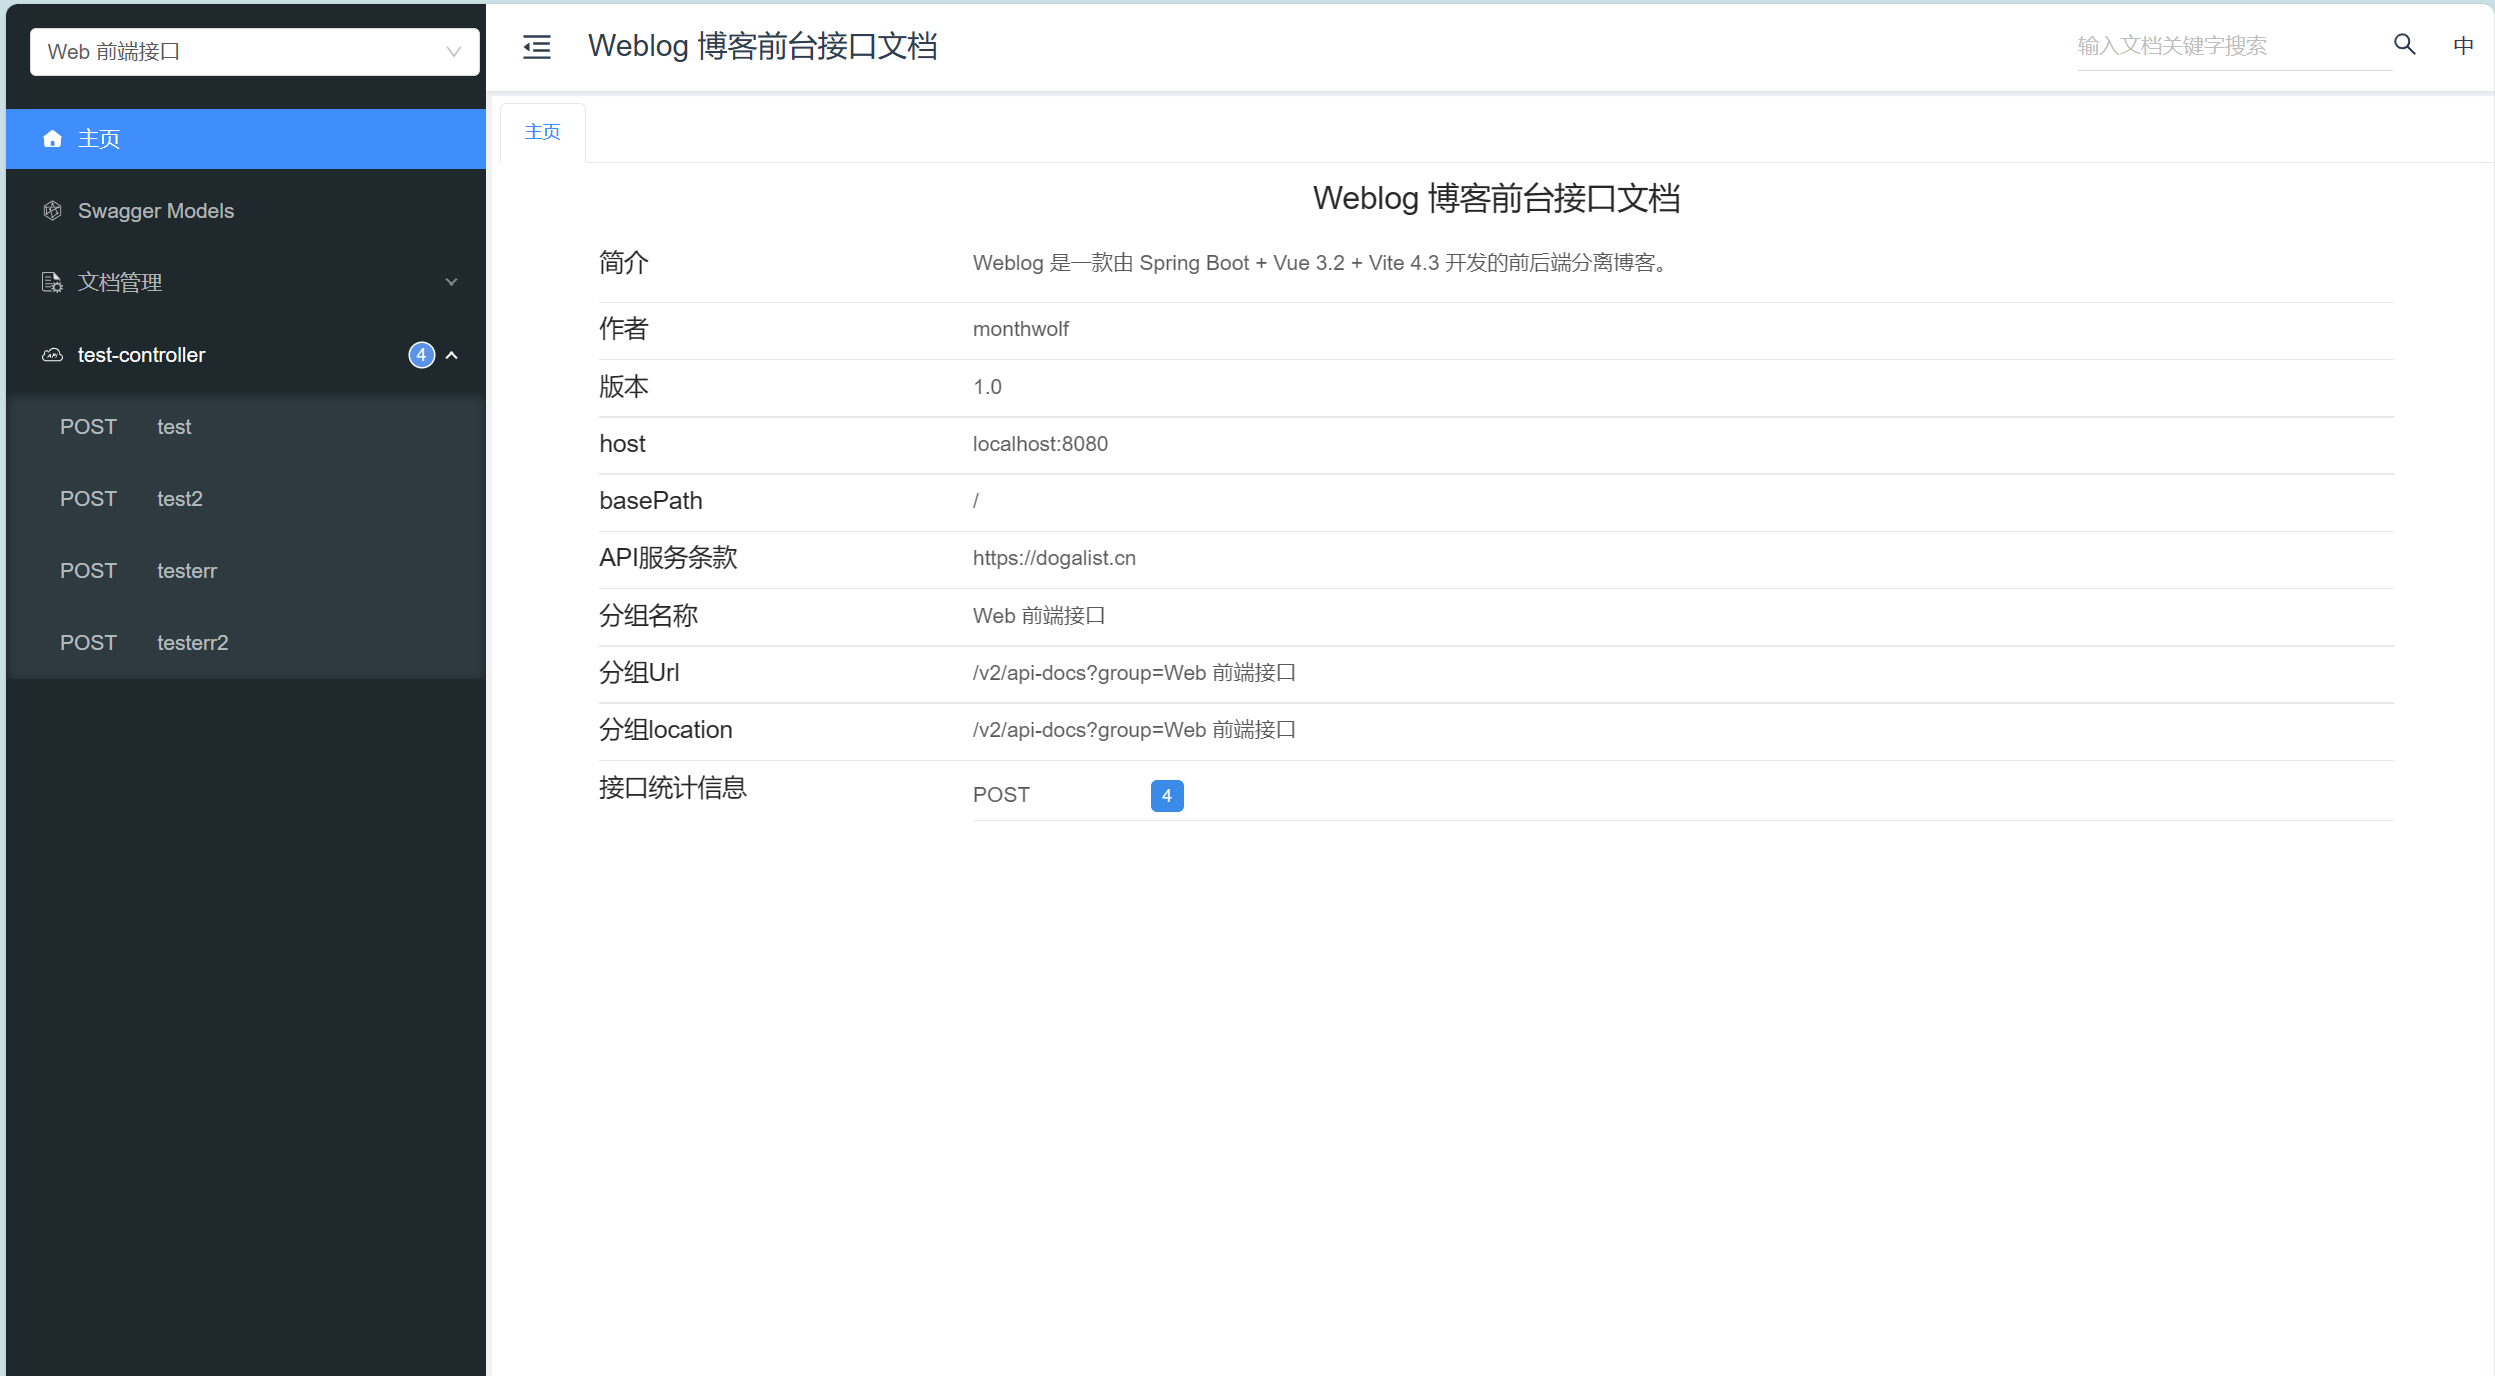 Web 前端接口
主页
Swagger Models
文档管理
test-controller 4
POST test
POST test2
POST testerr
POST testerr2
Weblog 博客前台接口文档
输入文档关键字搜索
中
主页
Weblog 博客前台接口文档
简介 Weblog 是一款由 Spring Boot + Vue 3.2 + Vite 4.3 开发的前后端分离博客。
作者 monthwolf
版本 1.0
host localhost:8080
basePath /
API服务条款 https://dogalist.cn
分组名称 Web 前端接口
分组Url /v2/api-docs?group=Web 前端接口
分组location /v2/api-docs?group=Web 前端接口
接口统计信息 POST 4